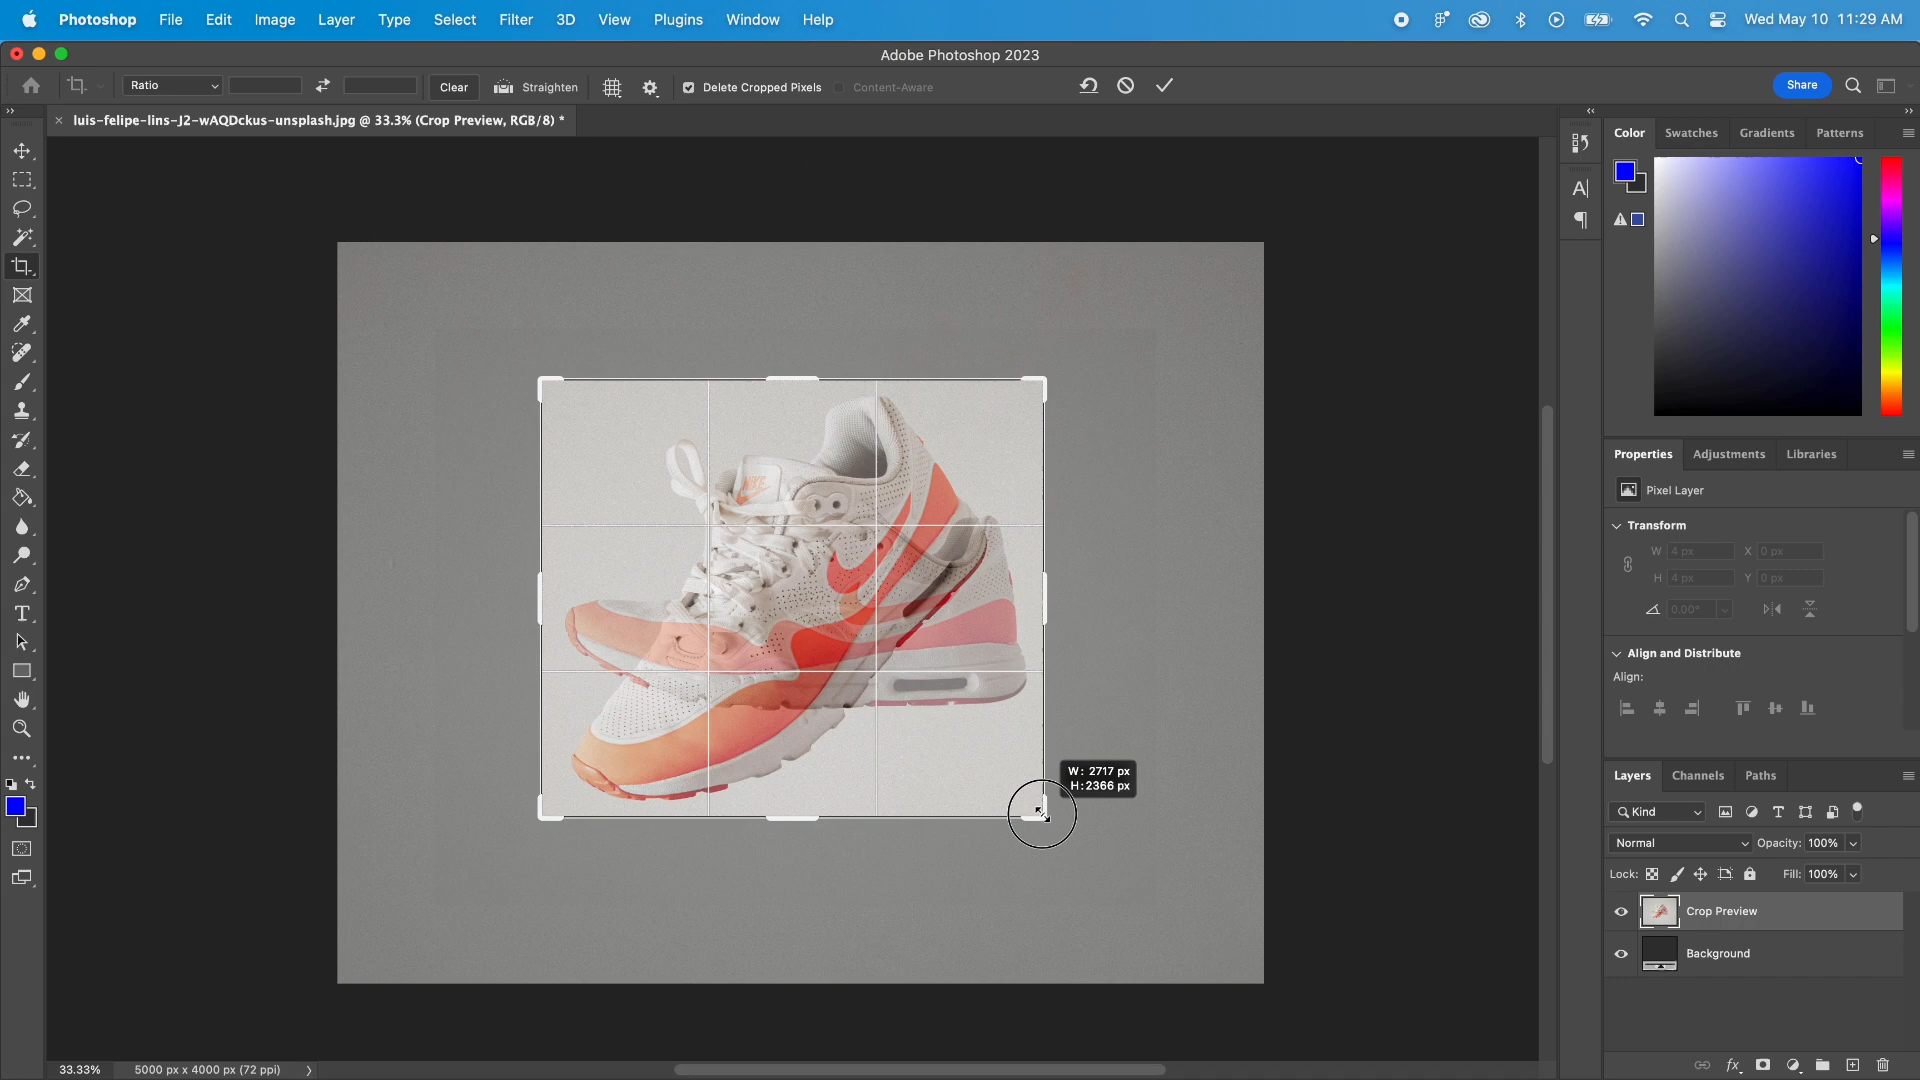 Photoshop File Edit Image Layer Type Select Filter 3D View Plugins Window Help Wed May 10 11:29 AM
Adobe Photoshop 2023
Ratio Clear Straighten Delete Cropped Pixels Content-Aware Share
× luis-felipe-lins-J2-wAQDckus-unsplash.jpg @ 33.3% (Crop Preview, RGB/8) *
Color Swatches Gradients Patterns
Properties Adjustments Libraries
Pixel Layer
Transform
W 4 px X 0 px
H 4 px Y 0 px
0.00°
Align and Distribute
Align:
NIKE
W: 2717 px
H: 2366 px
Layers Channels Paths
Kind
Normal Opacity: 100%
Lock: Fill: 100%
Crop Preview
Background
33.33% 5000 px x 4000 px (72 ppi)